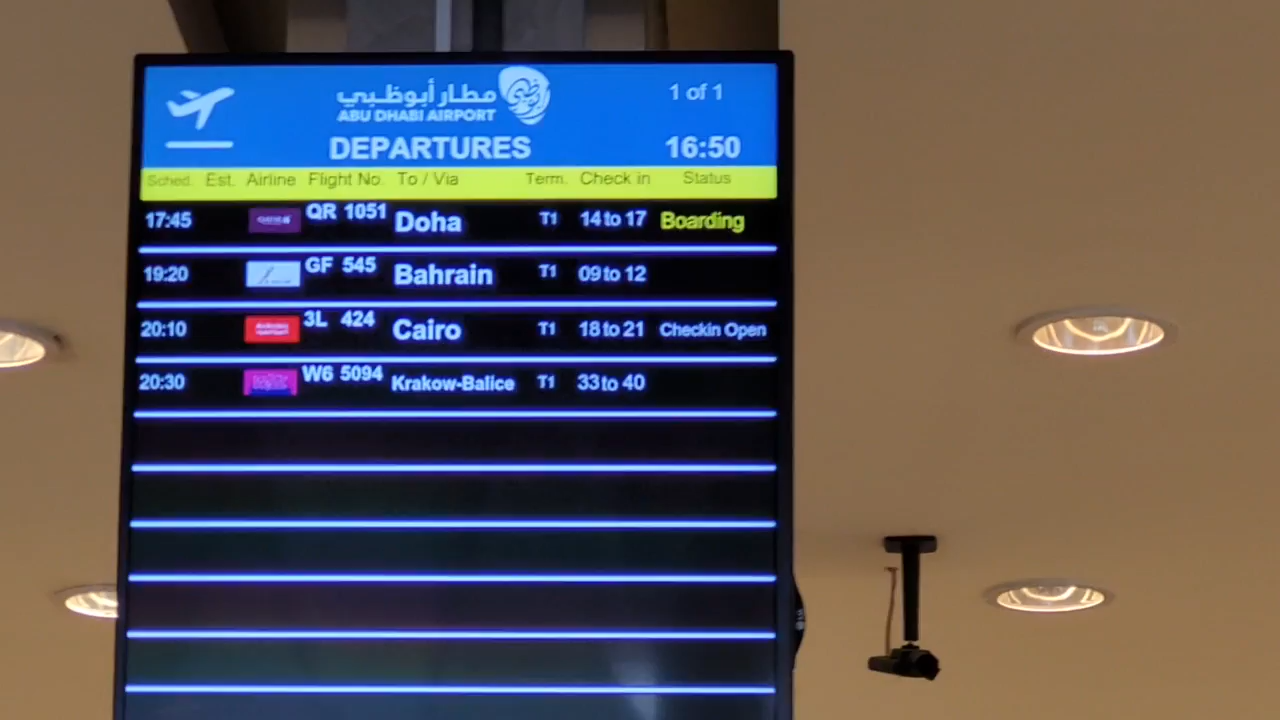 مطار أبوظبي
ABU DHABI AIRPORT
1 of 1
DEPARTURES 16:50
Sched. Est. Airline Flight No. To / Via Term. Check in Status
17:45 QR 1051 Doha T1 14 to 17 Boarding
19:20 GF 545 Bahrain T1 09 to 12
20:10 3L 424 Cairo T1 18 to 21 Checkin Open
20:30 W6 5094 Krakow-Balice T1 33 to 40